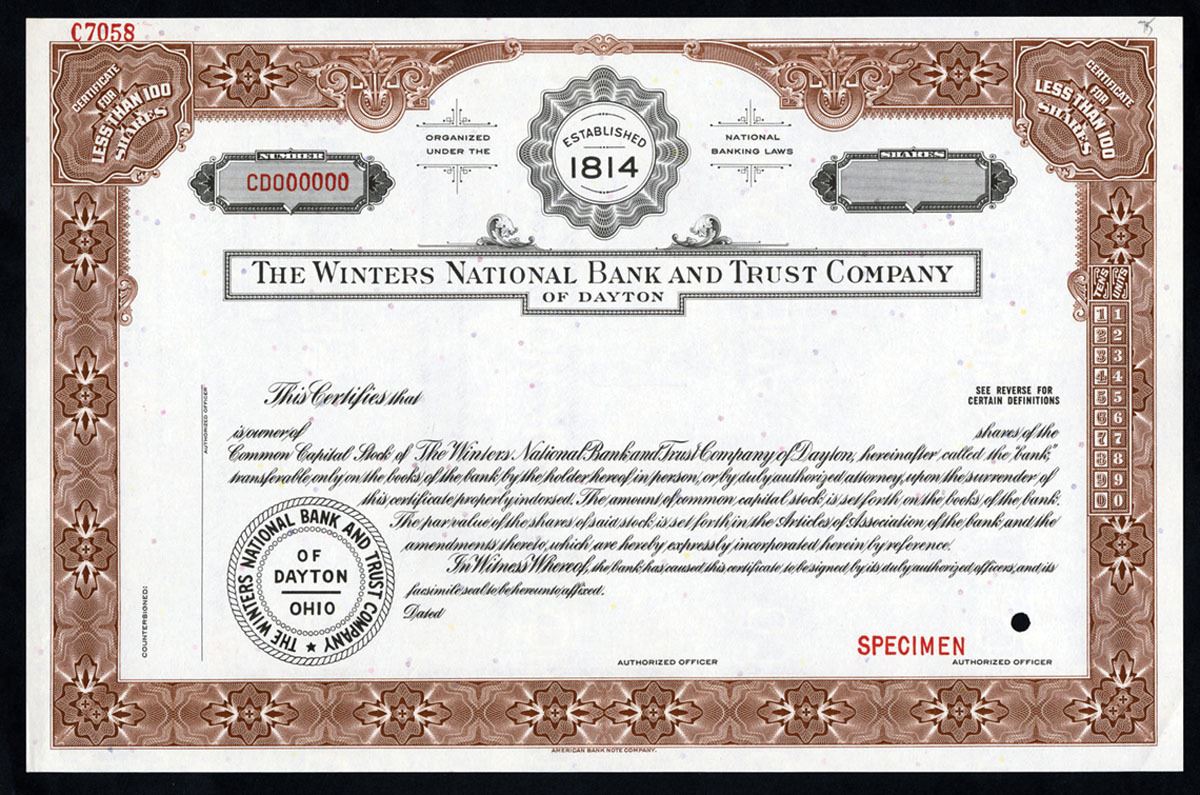 C7058
CERTIFICATE
FOR
LESS THAN 100
SHARES
CERTIFICATE
FOR
LESS THAN 100
SHARES
ORGANIZED
UNDER THE
ESTABLISHED
1814
NATIONAL
BANKING LAWS
NUMBER
CD000000
SHARES
THE WINTERS NATIONAL BANK AND TRUST COMPANY
OF DAYTON
TENS UNITS
1 1
2 2
3 3
4 4
5 5
6 6
7 7
8 8
9 9
0 0
This Certifies that
SEE REVERSE FOR
CERTAIN DEFINITIONS
is owner of shares of the
Common Capital Stock of The Winters National Bank and Trust Company of Dayton, hereinafter called the "bank,"
transferable only on the books of the bank by the holder hereof in person, or by duly authorized attorney, upon the surrender of
this certificate properly indorsed. The amount of common capital stock is set forth on the books of the bank.
The par value of the shares of said stock is set forth in the Articles of Association of the bank and the
amendments thereto, which are hereby expressly incorporated herein by reference.
In Witness Whereof, the bank has caused this certificate to be signed by its duly authorized officers, and its
facsimile seal to be hereunto affixed.
Dated
THE WINTERS NATIONAL BANK AND TRUST COMPANY
OF
DAYTON
OHIO
COUNTERSIGNED:
AUTHORIZED OFFICER
SPECIMEN
AUTHORIZED OFFICER
AUTHORIZED OFFICER
AMERICAN BANK NOTE COMPANY.